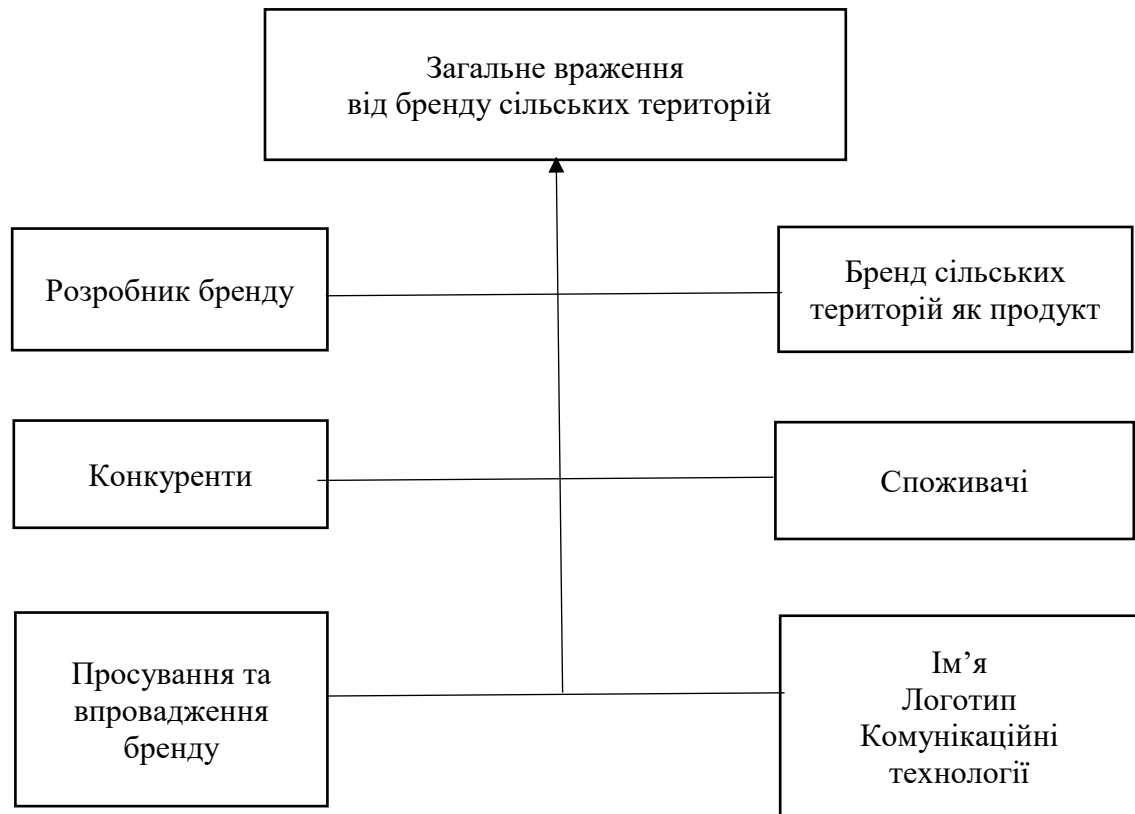 Загальне враження
від бренду сільських територій
Розробник бренду
Бренд сільських
територій як продукт
Конкуренти
Споживачі
Просування та
впровадження
бренду
Ім’я
Логотип
Комунікаційні
технології